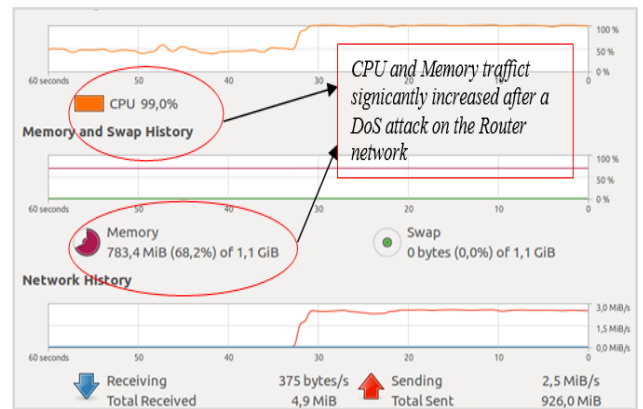 100 %
50 %
0 %
60 seconds 50 40 30 20 10 0
CPU 99,0%
CPU and Memory traffict
signicantly increased after a
DoS attack on the Router
network
Memory and Swap History
100 %
50 %
0 %
60 seconds 50 40 30 20 10 0
Memory
783,4 MiB (68,2%) of 1,1 GiB
Swap
0 bytes (0,0%) of 1,1 GiB
Network History
3,0 MiB/s
1,5 MiB/s
0,0 MiB/s
60 seconds 50 40 30 20 10 0
Receiving 375 bytes/s
Total Received 4,9 MiB
Sending 2,5 MiB/s
Total Sent 926,0 MiB